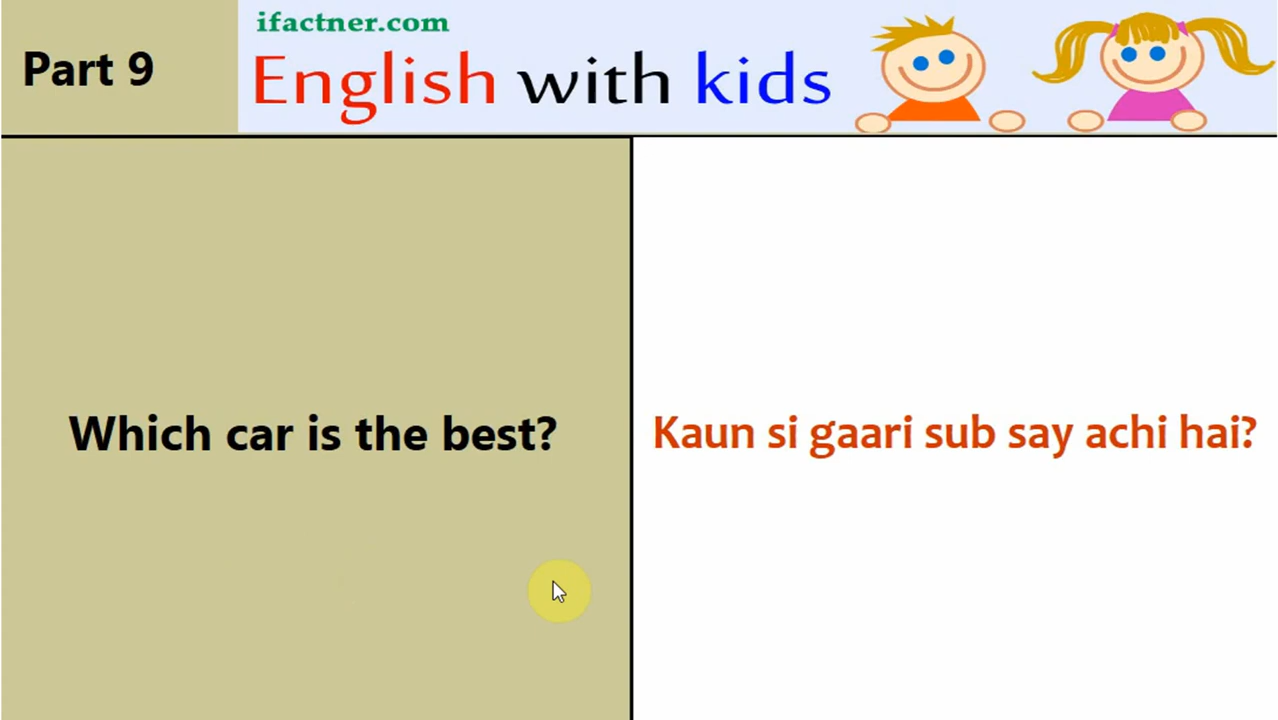 ifactner.com
Part 9
English with kids
Which car is the best?
Kaun si gaari sub say achi hai?